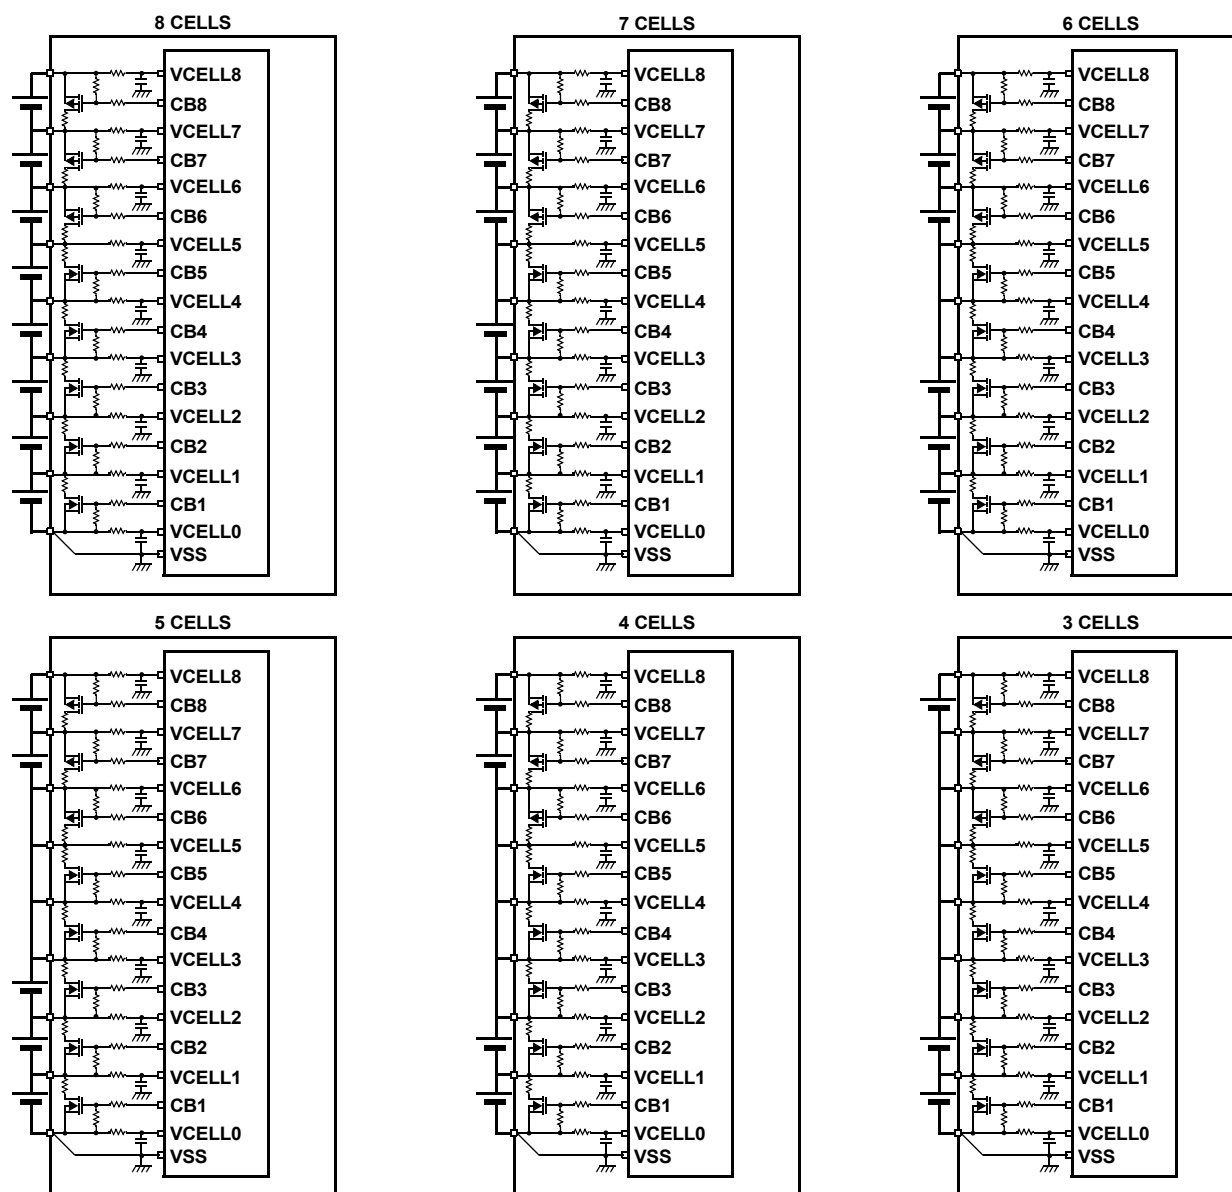 8 CELLS
VCELL8
CB8
VCELL7
CB7
VCELL6
CB6
VCELL5
CB5
VCELL4
CB4
VCELL3
CB3
VCELL2
CB2
VCELL1
CB1
VCELL0
VSS
7 CELLS
VCELL8
CB8
VCELL7
CB7
VCELL6
CB6
VCELL5
CB5
VCELL4
CB4
VCELL3
CB3
VCELL2
CB2
VCELL1
CB1
VCELL0
VSS
6 CELLS
VCELL8
CB8
VCELL7
CB7
VCELL6
CB6
VCELL5
CB5
VCELL4
CB4
VCELL3
CB3
VCELL2
CB2
VCELL1
CB1
VCELL0
VSS
5 CELLS
VCELL8
CB8
VCELL7
CB7
VCELL6
CB6
VCELL5
CB5
VCELL4
CB4
VCELL3
CB3
VCELL2
CB2
VCELL1
CB1
VCELL0
VSS
4 CELLS
VCELL8
CB8
VCELL7
CB7
VCELL6
CB6
VCELL5
CB5
VCELL4
CB4
VCELL3
CB3
VCELL2
CB2
VCELL1
CB1
VCELL0
VSS
3 CELLS
VCELL8
CB8
VCELL7
CB7
VCELL6
CB6
VCELL5
CB5
VCELL4
CB4
VCELL3
CB3
VCELL2
CB2
VCELL1
CB1
VCELL0
VSS